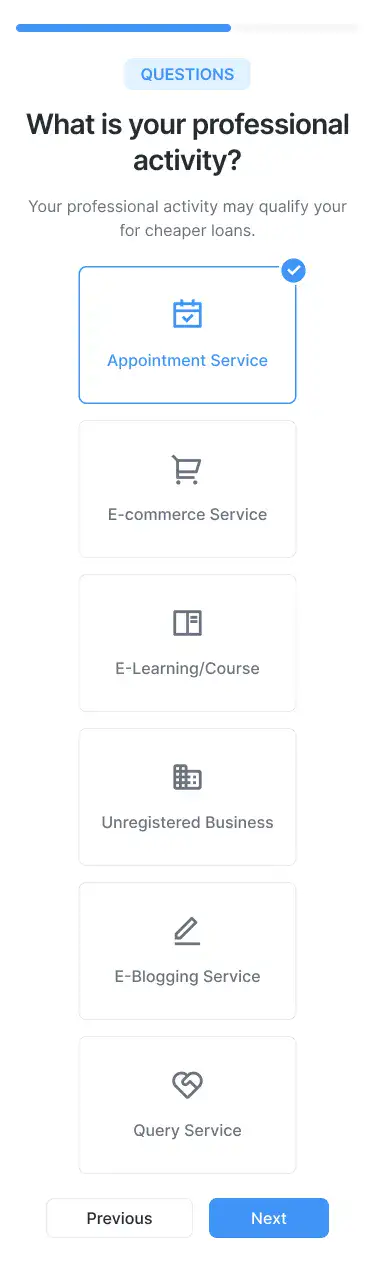 QUESTIONS
What is your professional
activity?
Your professional activity may qualify your
for cheaper loans.
Appointment Service
E-commerce Service
E-Learning/Course
Unregistered Business
E-Blogging Service
Query Service
Previous
Next